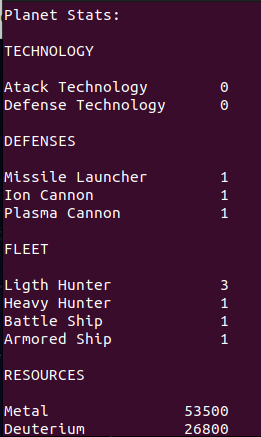 Planet Stats:
TECHNOLOGY
Atack Technology 0
Defense Technology 0
DEFENSES
Missile Launcher 1
Ion Cannon 1
Plasma Cannon 1
FLEET
Ligth Hunter 3
Heavy Hunter 1
Battle Ship 1
Armored Ship 1
RESOURCES
Metal 53500
Deuterium 26800